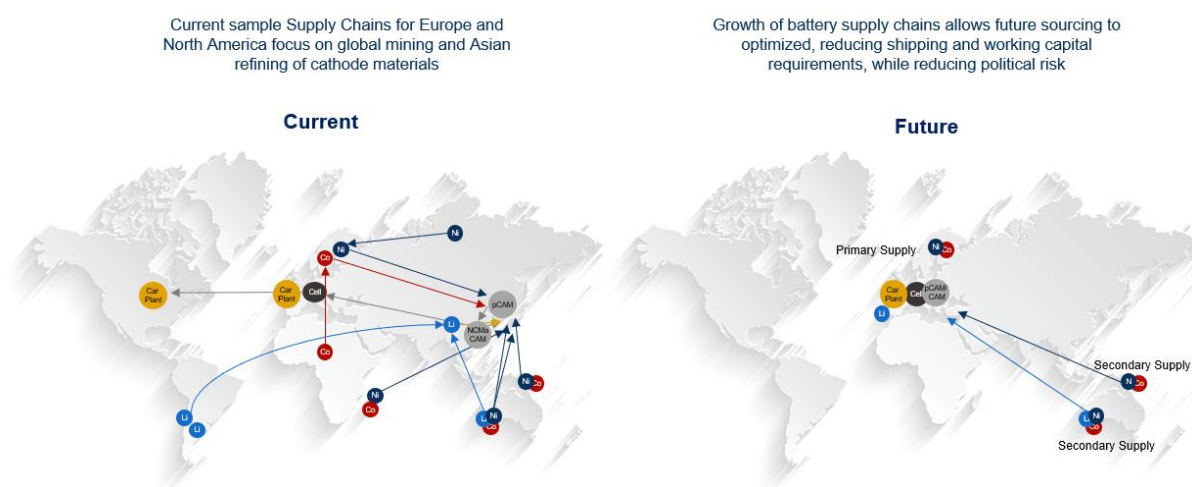 Current sample Supply Chains for Europe and
North America focus on global mining and Asian
refining of cathode materials
Current
Ni
Ni
Co
Car
Plant
Car
Plant
Cell
pCAM
Li
NCMa
CAM
Co
Ni
Co
Ni
Co
Li
Li
Li
Ni
Co
Growth of battery supply chains allows future sourcing to
optimized, reducing shipping and working capital
requirements, while reducing political risk
Future
Primary Supply
Ni
Co
Car
Plant
Cell
pCAM/
CAM
Li
Secondary Supply
N
Co
Li
Ni
Co
Secondary Supply